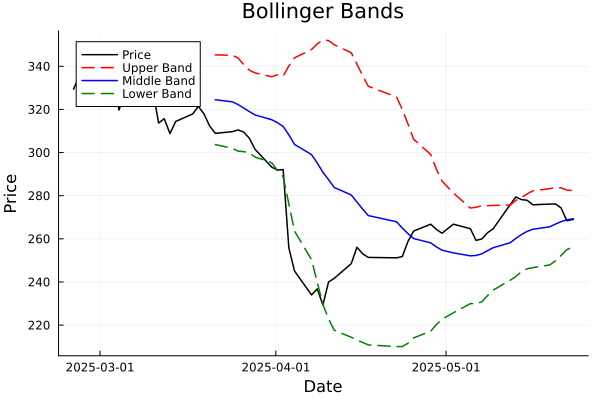 Bollinger Bands
Price
Upper Band
Middle Band
Lower Band
Price
340
320
300
280
260
240
220
2025-03-01
2025-04-01
2025-05-01
Date